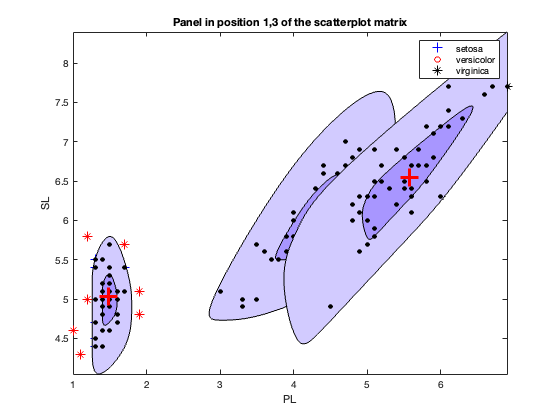 Panel in position 1,3 of the scatterplot matrix
setosa
versicolor
virginica
8
7.5
7
6.5
6
5.5
5
4.5
SL
1 2 3 4 5 6
PL